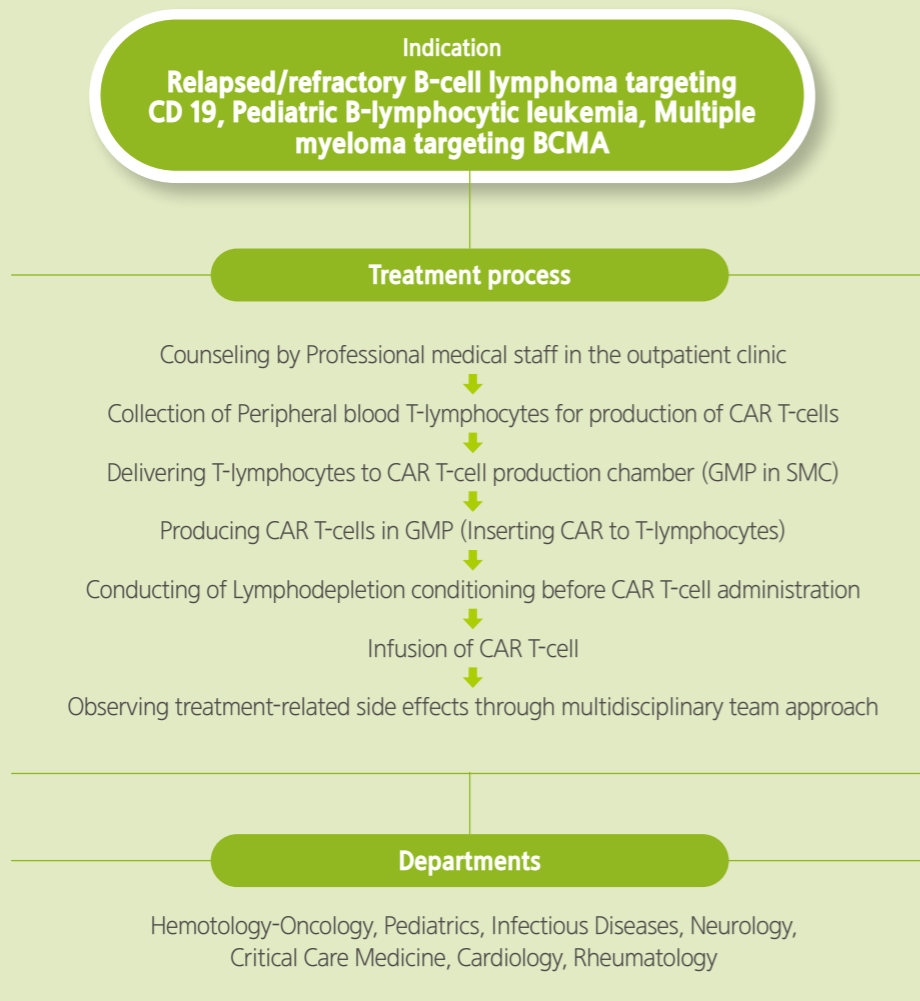 Indication
Relapsed/refractory B-cell lymphoma targeting
CD 19, Pediatric B-lymphocytic leukemia, Multiple
myeloma targeting BCMA
Treatment process
Counseling by Professional medical staff in the outpatient clinic
Collection of Peripheral blood T-lymphocytes for production of CAR T-cells
Delivering T-lymphocytes to CAR T-cell production chamber (GMP in SMC)
Producing CAR T-cells in GMP (Inserting CAR to T-lymphocytes)
Conducting of Lymphodepletion conditioning before CAR T-cell administration
Infusion of CAR T-cell
Observing treatment-related side effects through multidisciplinary team approach
Departments
Hemotology-Oncology, Pediatrics, Infectious Diseases, Neurology,
Critical Care Medicine, Cardiology, Rheumatology